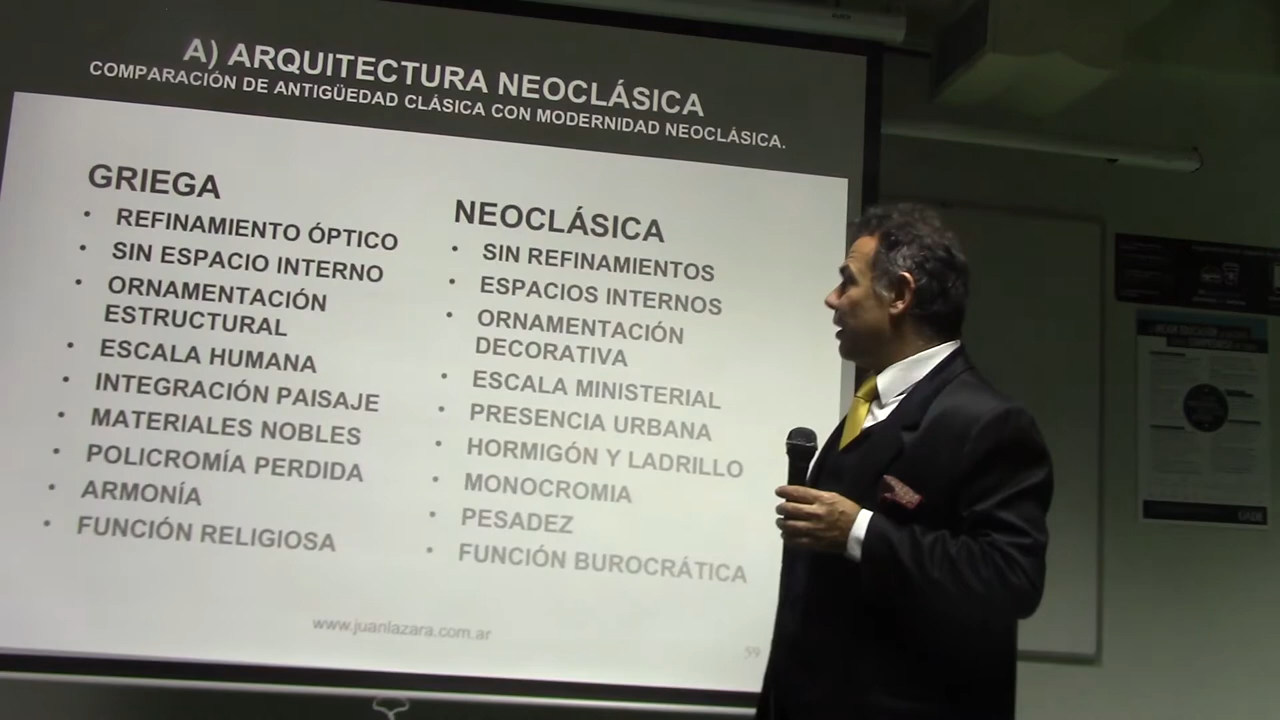 A) ARQUITECTURA NEOCLÁSICA
COMPARACIÓN DE ANTIGÜEDAD CLÁSICA CON MODERNIDAD NEOCLÁSICA.
GRIEGA
• REFINAMIENTO ÓPTICO
• SIN ESPACIO INTERNO
• ORNAMENTACIÓN
ESTRUCTURAL
• ESCALA HUMANA
• INTEGRACIÓN PAISAJE
• MATERIALES NOBLES
• POLICROMÍA PERDIDA
• ARMONÍA
• FUNCIÓN RELIGIOSA
NEOCLÁSICA
• SIN REFINAMIENTOS
• ESPACIOS INTERNOS
• ORNAMENTACIÓN
DECORATIVA
• ESCALA MINISTERIAL
• PRESENCIA URBANA
• HORMIGÓN Y LADRILLO
• MONOCROMIA
• PESADEZ
• FUNCIÓN BUROCRÁTICA
www.juanlazara.com.ar
59